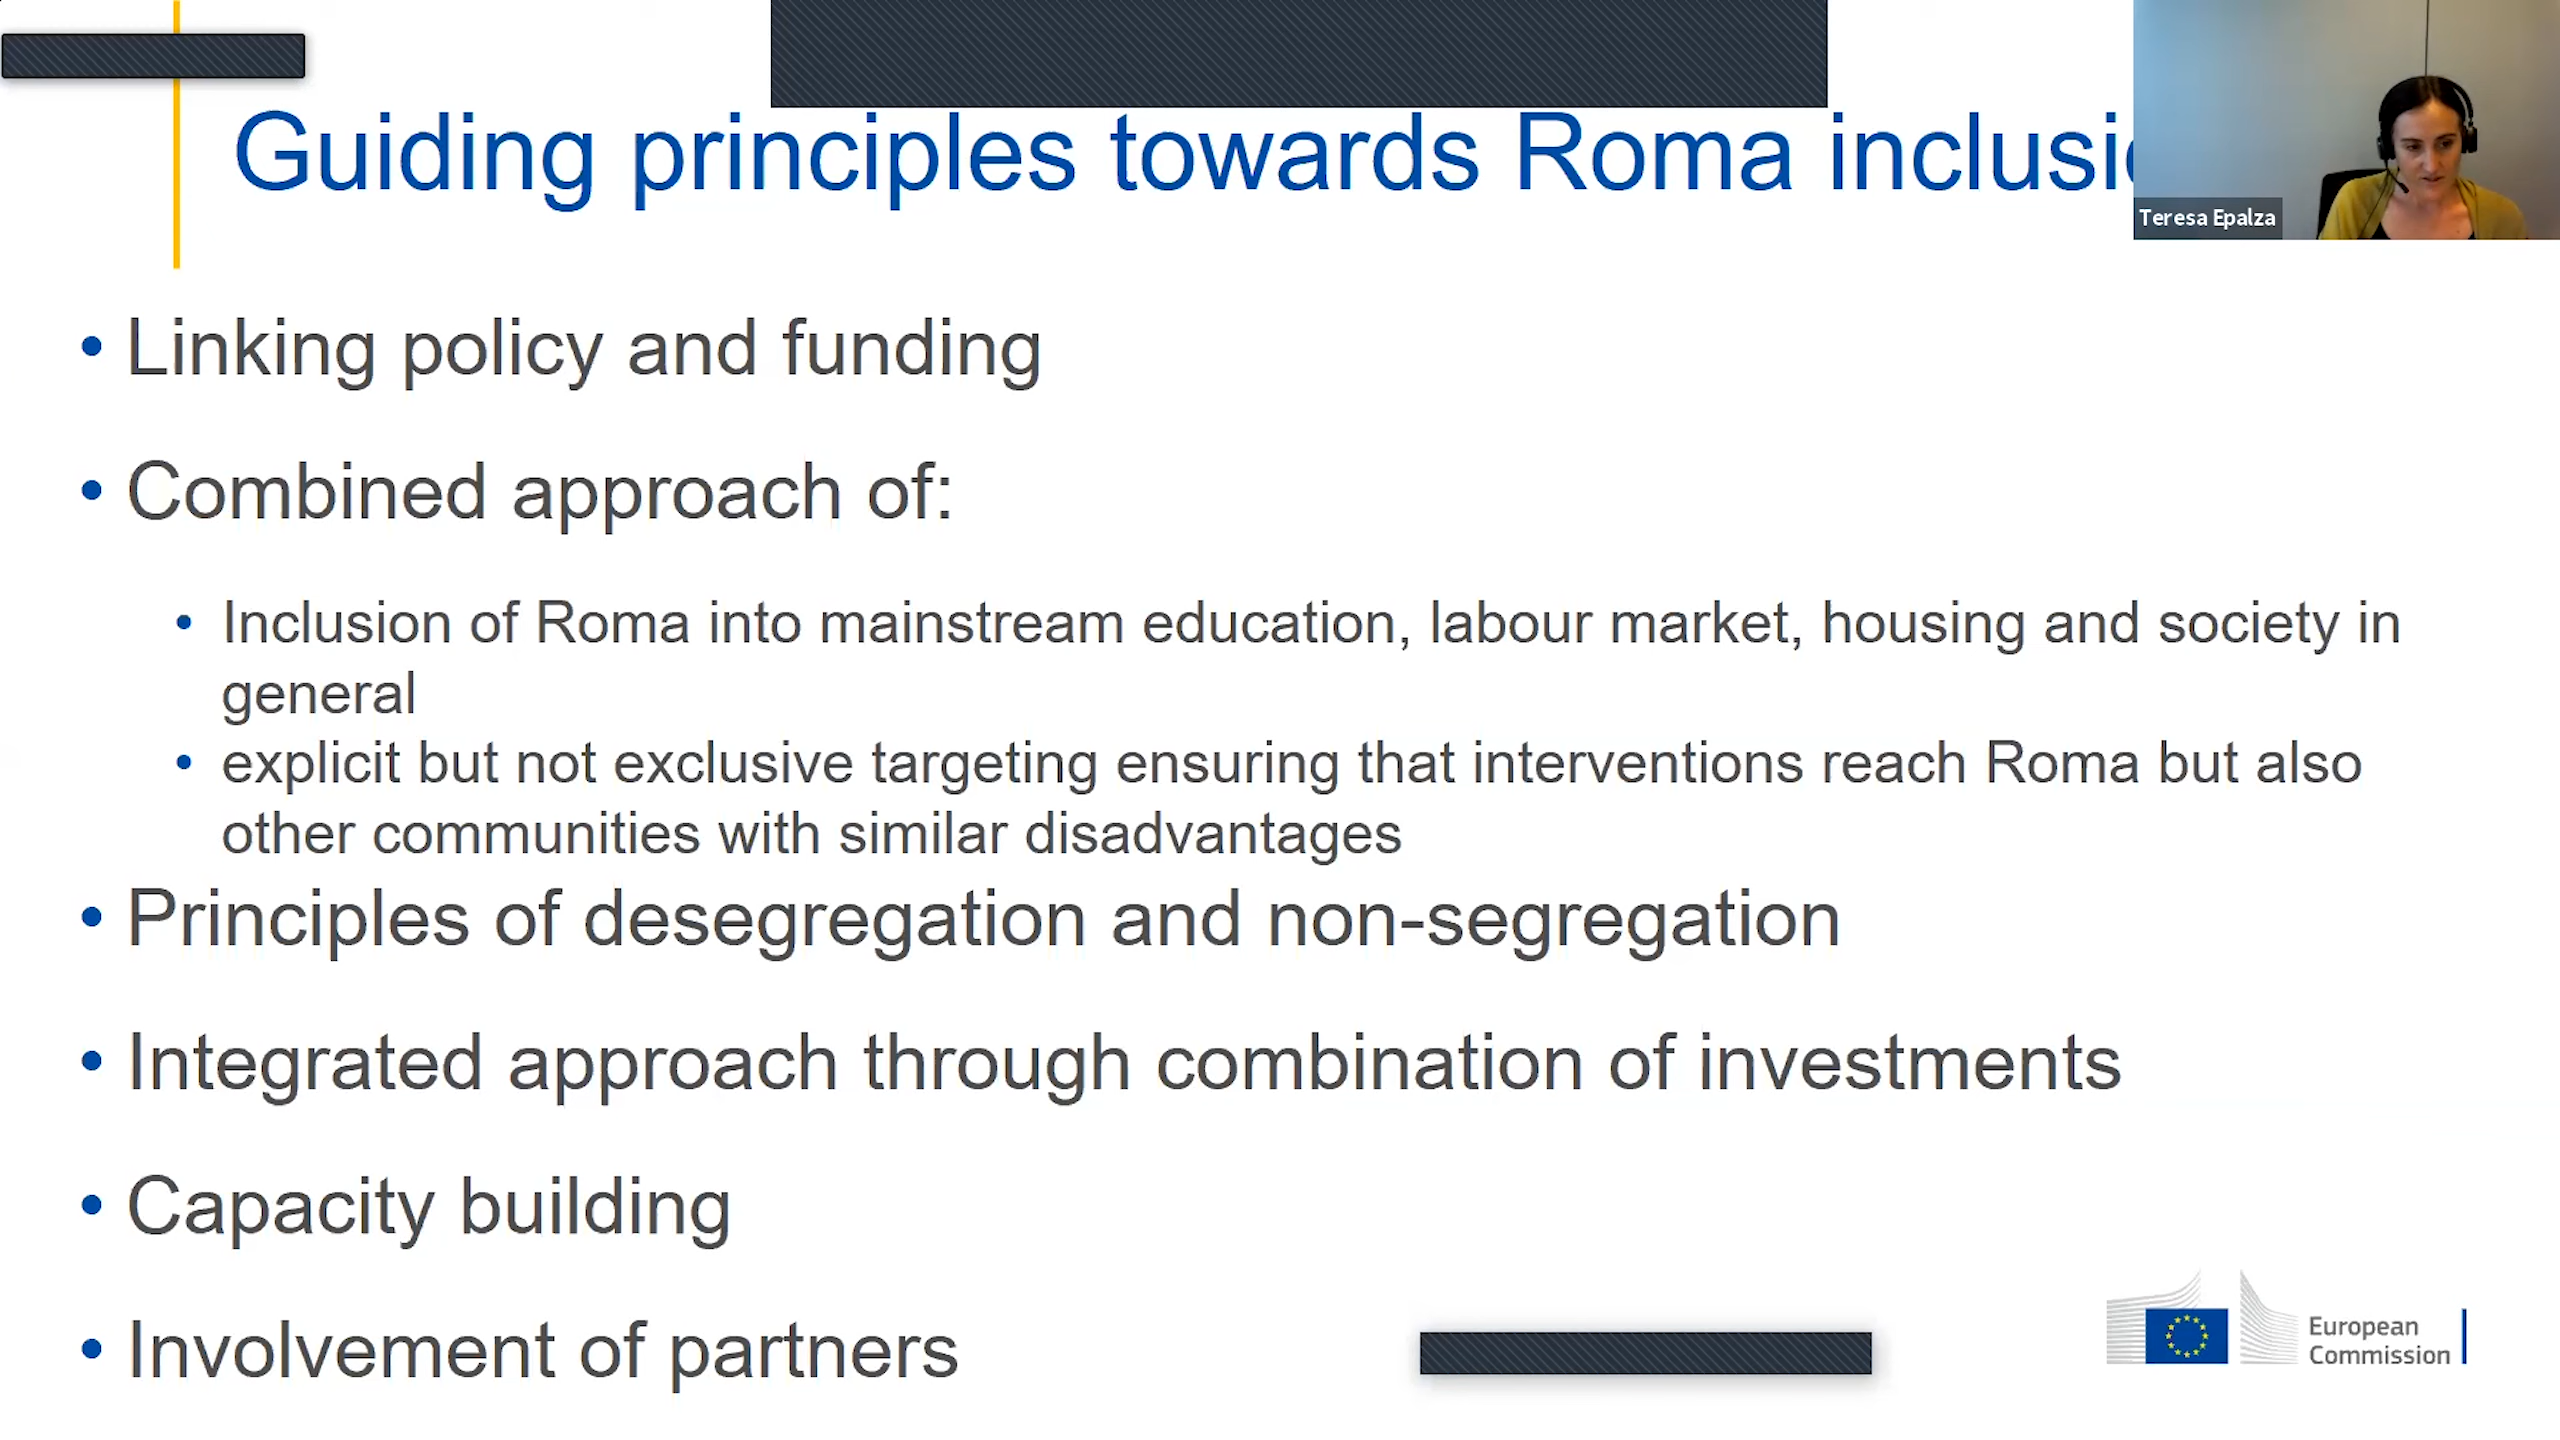 Guiding principles towards Roma inclusi
Teresa Epalza
• Linking policy and funding
• Combined approach of:
• Inclusion of Roma into mainstream education, labour market, housing and society in
general
• explicit but not exclusive targeting ensuring that interventions reach Roma but also
other communities with similar disadvantages
• Principles of desegregation and non-segregation
• Integrated approach through combination of investments
• Capacity building
• Involvement of partners
European
Commission